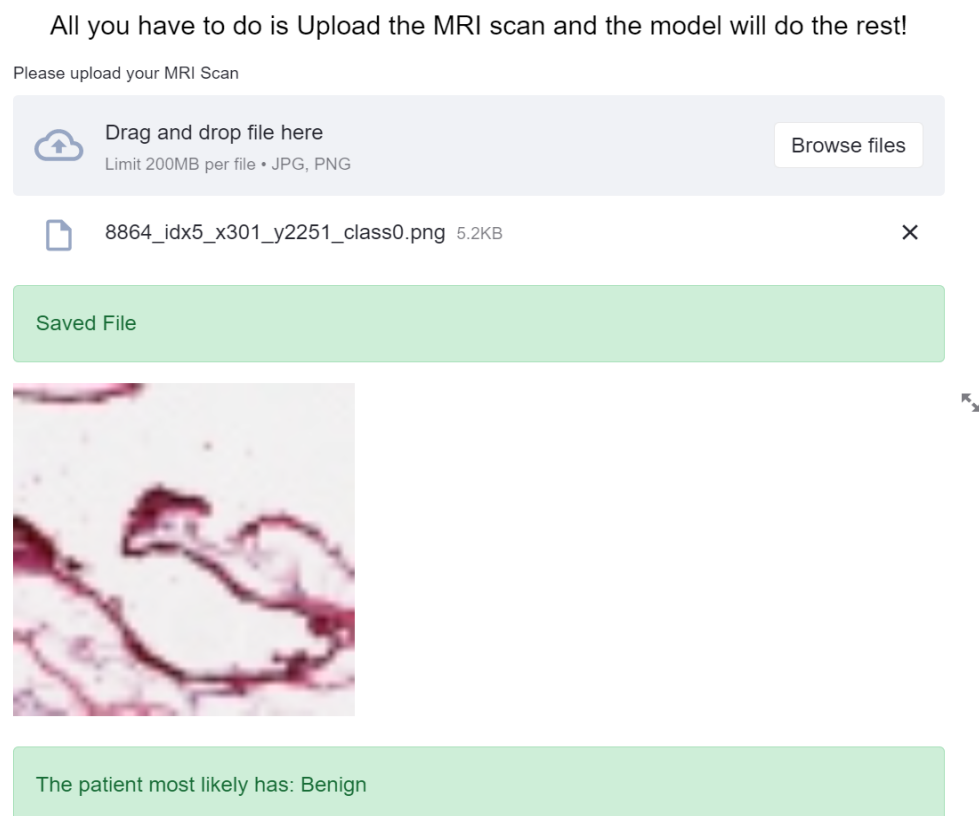 All you have to do is Upload the MRI scan and the model will do the rest!
Please upload your MRI Scan
Drag and drop file here
Limit 200MB per file • JPG, PNG
Browse files
8864_idx5_x301_y2251_class0.png 5.2KB
Saved File
The patient most likely has: Benign